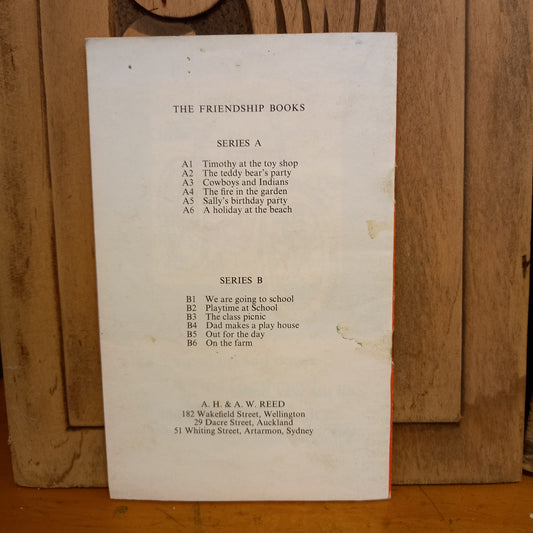 THE FRIENDSHIP BOOKS
SERIES A
A1 Timothy at the toy shop
A2 The teddy bear's party
A3 Cowboys and Indians
A4 The fire in the garden
A5 Sally's birthday party
A6 A holiday at the beach
SERIES B
B1 We are going to school
B2 Playtime at School
B3 The class picnic
B4 Dad makes a play house
B5 Out for the day
B6 On the farm
A. H. & A. W. REED
182 Wakefield Street, Wellington
29 Dacre Street, Auckland
51 Whiting Street, Artarmon, Sydney